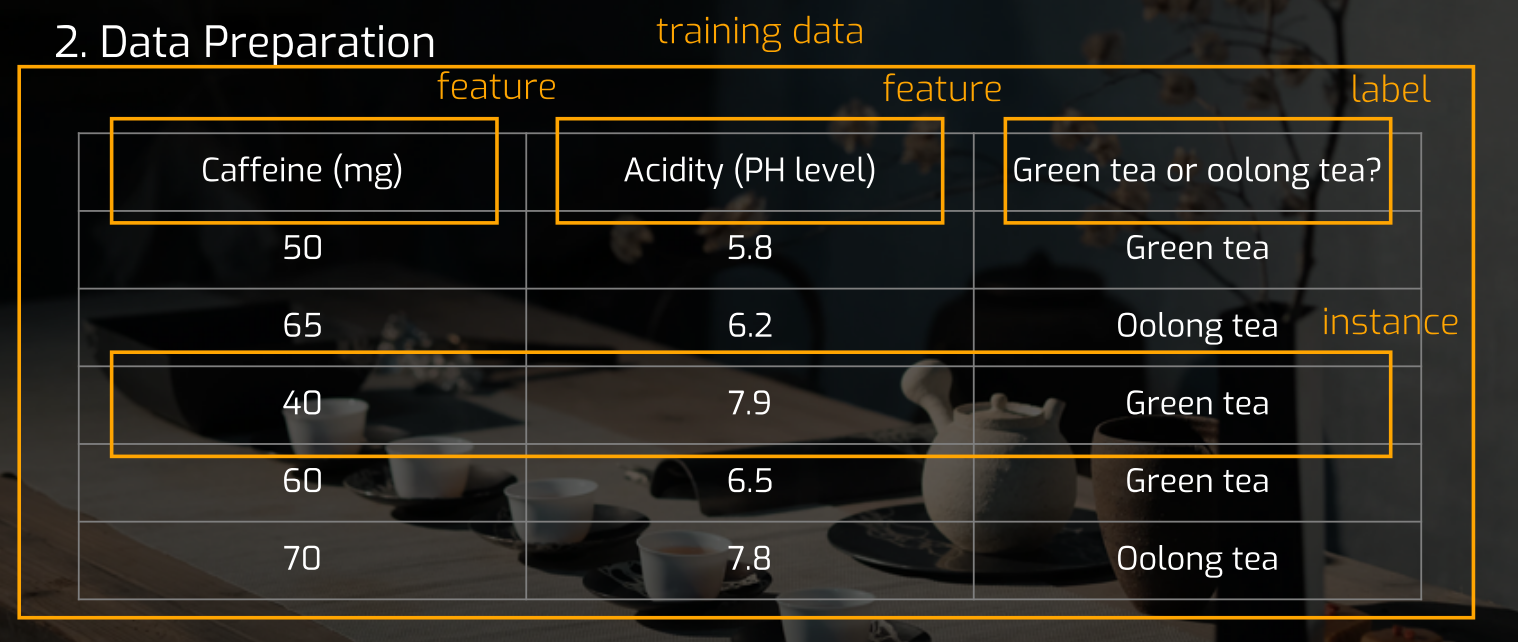 2. Data Preparation
training data
feature
feature
label
Caffeine (mg)
Acidity (PH level)
Green tea or oolong tea?
50
5.8
Green tea
65
6.2
Oolong tea
instance
40
7.9
Green tea
60
6.5
Green tea
70
7.8
Oolong tea